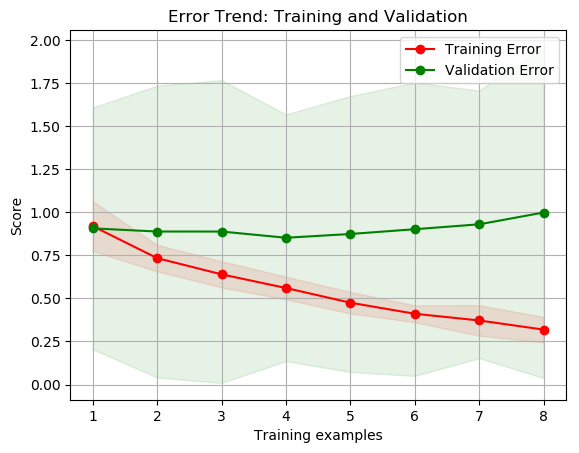 Error Trend: Training and Validation
Training Error
Validation Error
2.00
1.75
1.50
1.25
1.00
0.75
0.50
0.25
0.00
Score
1 2 3 4 5 6 7 8
Training examples